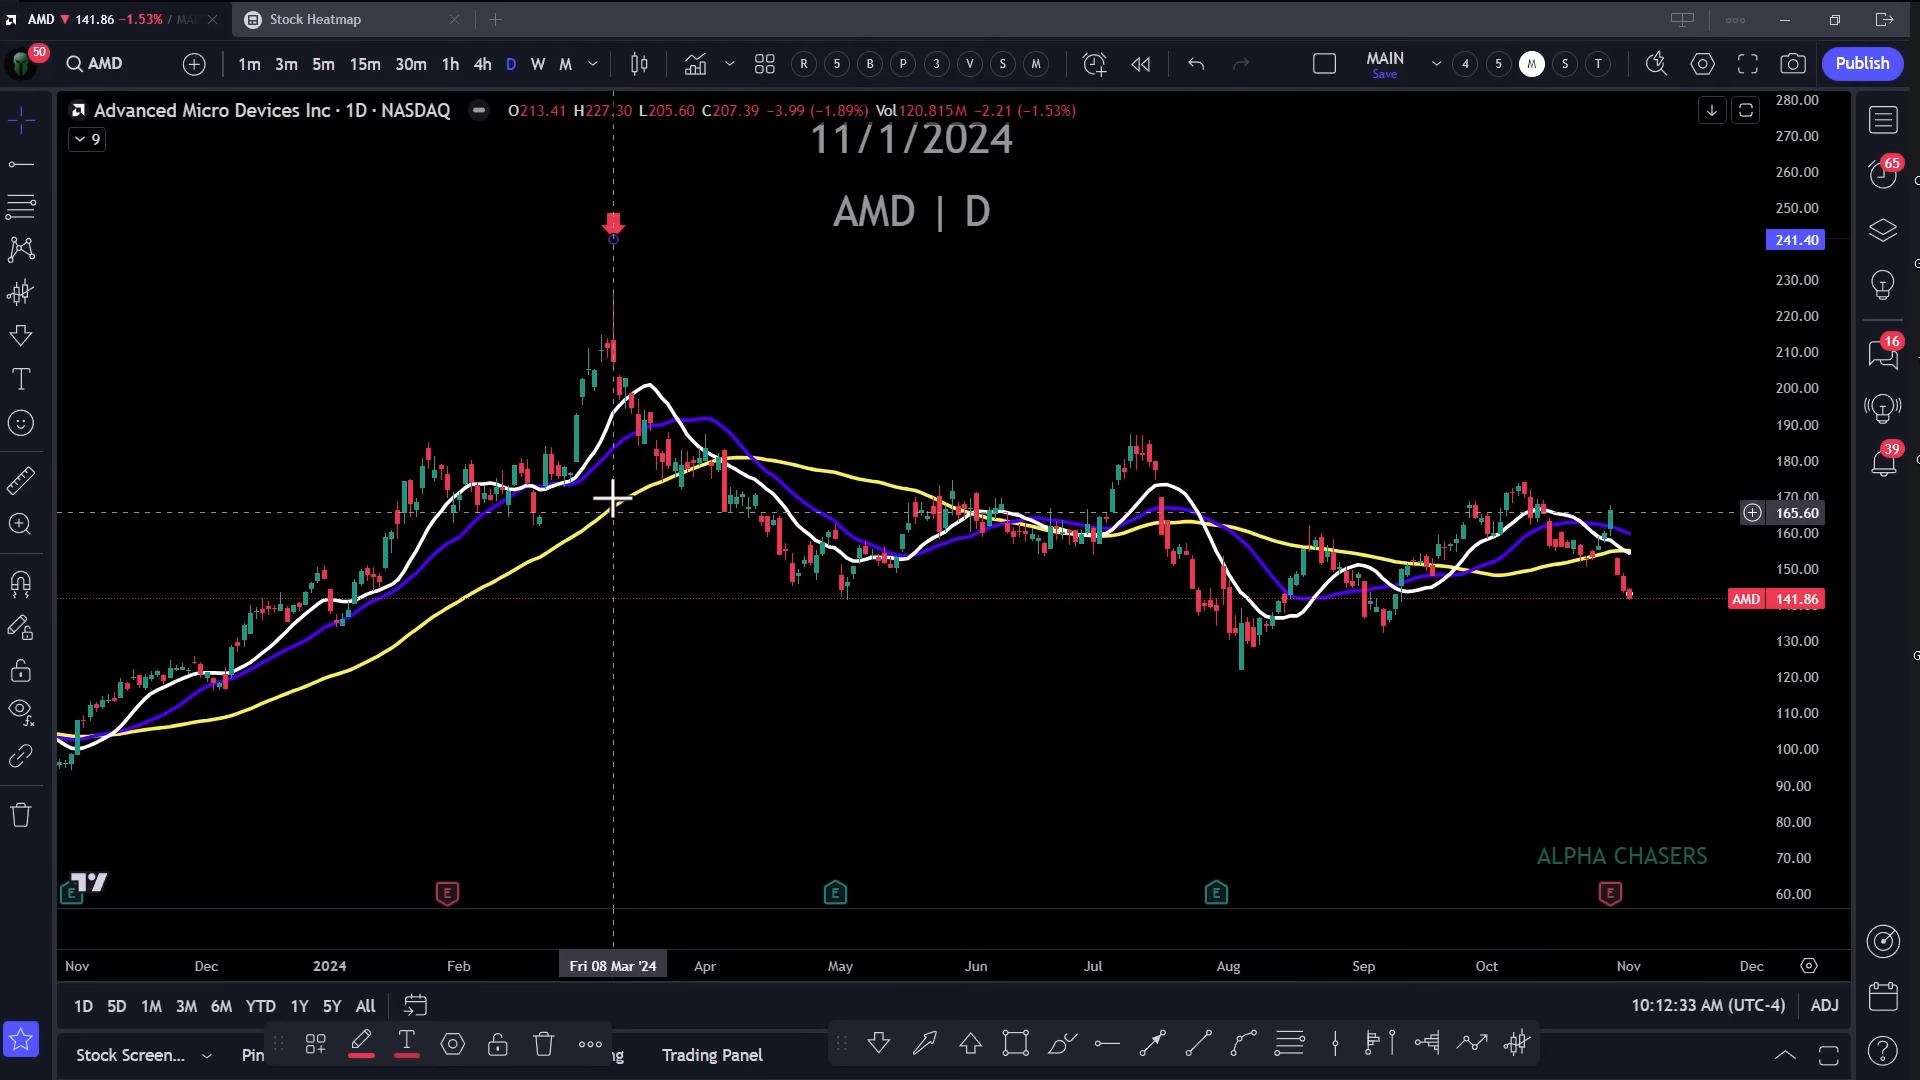 AMD ▼ 141.86 −1.53% / MA
Stock Heatmap
50
AMD
1m 3m 5m 15m 30m 1h 4h D W M
R 5 B P 3 V S M
MAIN
Save
4 5 M S T
Publish
Advanced Micro Devices Inc · 1D · NASDAQ
O213.41 H227.30 L205.60 C207.39 −3.99 (−1.89%) Vol120.815M −2.21 (−1.53%)
9
11/1/2024
AMD | D
280.00
270.00
260.00
250.00
241.40
230.00
220.00
210.00
200.00
190.00
180.00
170.00
165.60
160.00
150.00
AMD 141.86
130.00
120.00
110.00
100.00
90.00
80.00
70.00
60.00
65
16
39
ALPHA CHASERS
E E E E E
Nov Dec 2024 Feb Fri 08 Mar '24 Apr May Jun Jul Aug Sep Oct Nov Dec
1D 5D 1M 3M 6M YTD 1Y 5Y All
10:12:33 AM (UTC-4) ADJ
Stock Screen...
Pin
Trading Panel